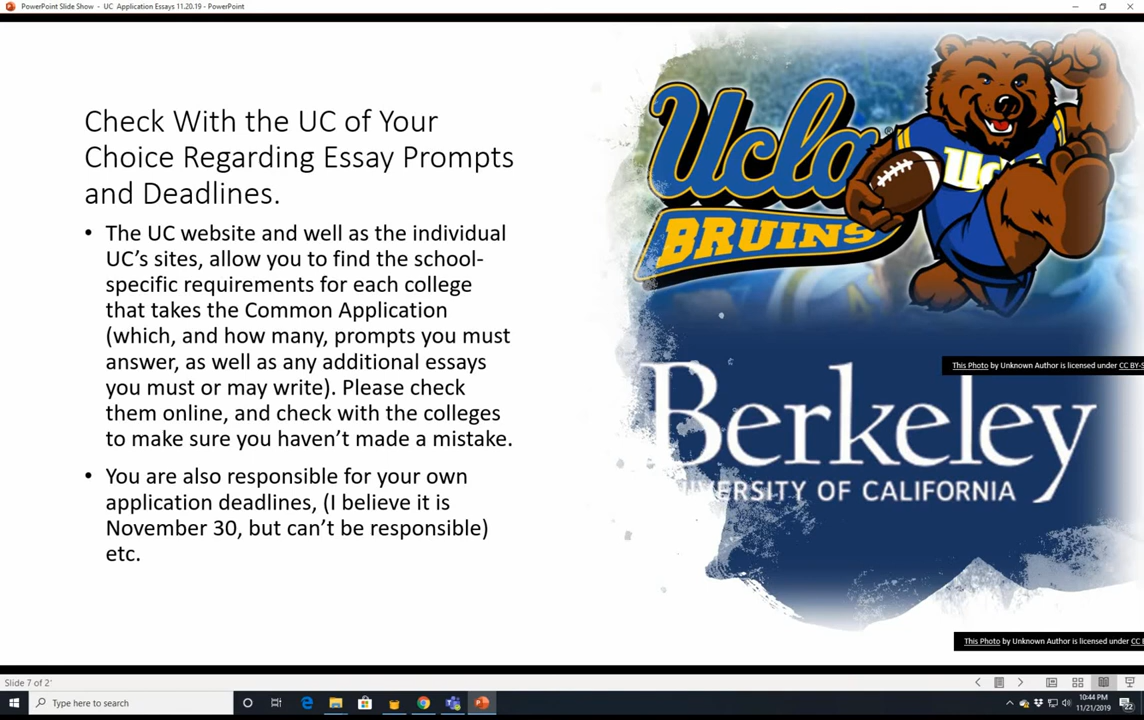 PowerPoint Slide Show - UC Application Essays 11.20.19 - PowerPoint
Check With the UC of Your
Choice Regarding Essay Prompts
and Deadlines.
• The UC website and well as the individual
UC's sites, allow you to find the school-
specific requirements for each college
that takes the Common Application
(which, and how many, prompts you must
answer, as well as any additional essays
you must or may write). Please check
them online, and check with the colleges
to make sure you haven't made a mistake.
• You are also responsible for your own
application deadlines, (I believe it is
November 30, but can't be responsible)
etc.
Ucla
®
BRUINS
Ucla
This Photo by Unknown Author is licensed under CC BY-S
Berkeley
UNIVERSITY OF CALIFORNIA
This Photo by Unknown Author is licensed under CC
Slide 7 of 2
Type here to search
10:44 PM
11/21/2019
22